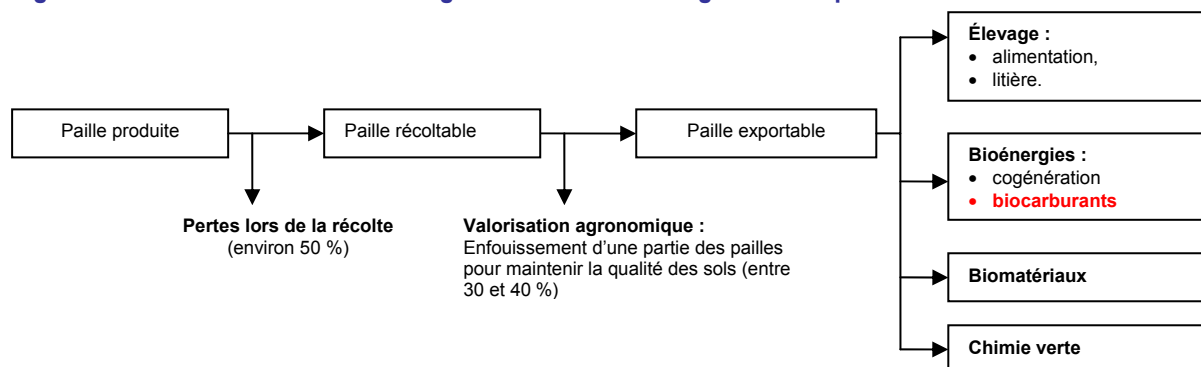 Paille produite
Paille récoltable
Paille exportable
Pertes lors de la récolte
(environ 50 %)
Valorisation agronomique :
Enfouissement d’une partie des pailles
pour maintenir la qualité des sols (entre
30 et 40 %)
Élevage :
• alimentation,
• litière.
Bioénergies :
• cogénération
• biocarburants
Biomatériaux
Chimie verte